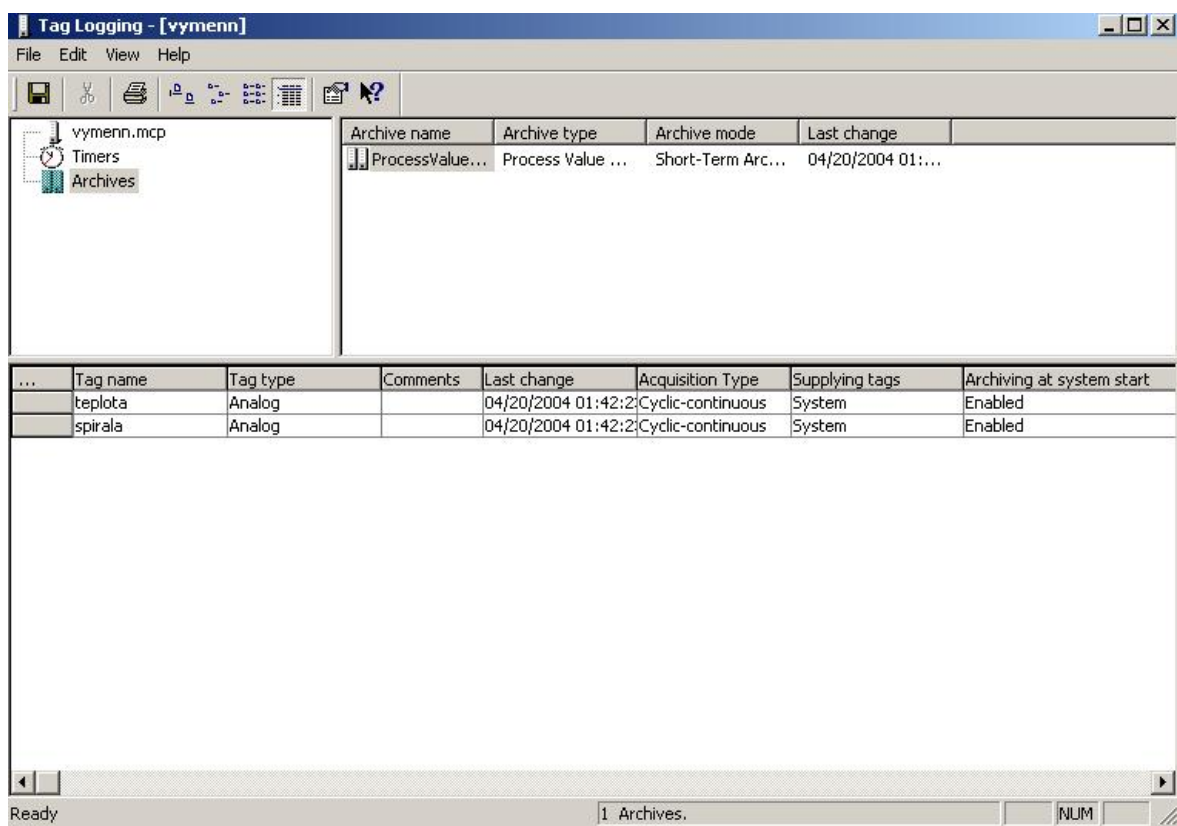 Tag Logging - [vymenn]
File Edit View Help
vymenn.mcp
Timers
Archives
Archive name Archive type Archive mode Last change
ProcessValue... Process Value ... Short-Term Arc... 04/20/2004 01:...
... Tag name Tag type Comments Last change Acquisition Type Supplying tags Archiving at system start
teplota Analog 04/20/2004 01:42:2 Cyclic-continuous System Enabled
spirala Analog 04/20/2004 01:42:2 Cyclic-continuous System Enabled
Ready 1 Archives. NUM